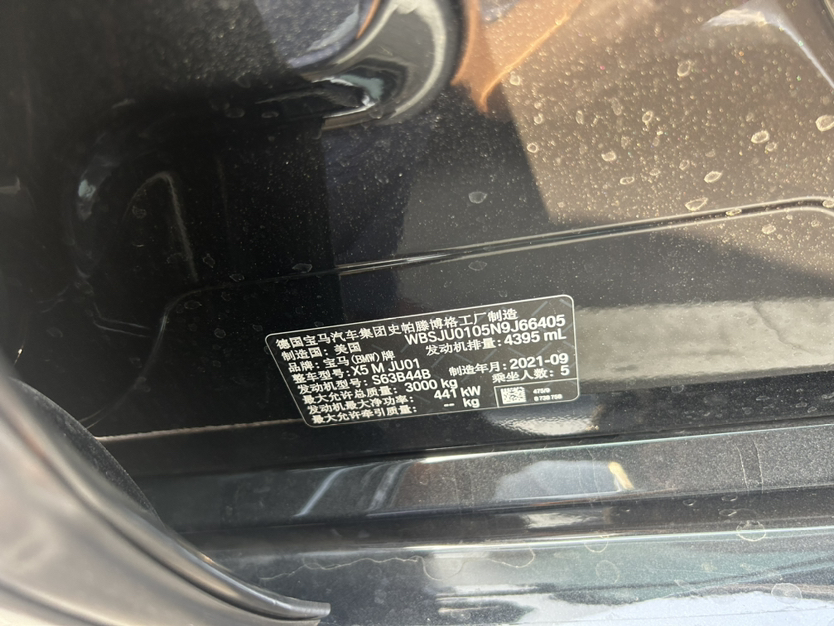 德国宝马汽车集团史帕滕博格工厂制造
制造国：美国 WBSJU0105N9J66405
品牌：宝马(BMW)牌 发动机排量：4395 mL
整车型号：X5 M JU01
发动机型号：S63B44B 制造年月：2021-09
最大允许总质量：3000 kg 乘坐人数：5
发动机最大净功率：441 kW
最大允许牵引质量：-- kg